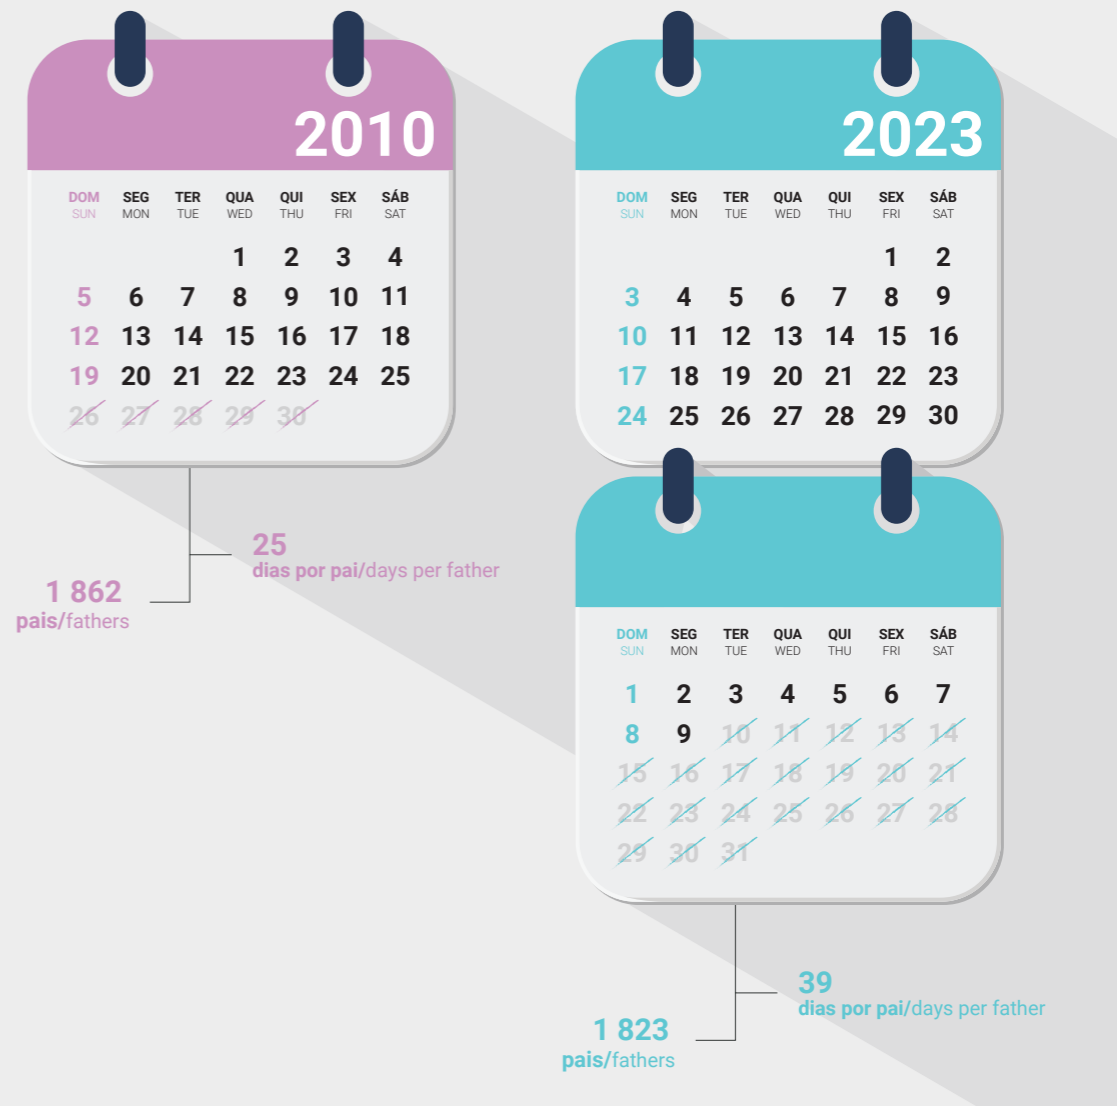 2010
DOM SEG TER QUA QUI SEX SÁB
SUN MON TUE WED THU FRI SAT
1 2 3 4
5 6 7 8 9 10 11
12 13 14 15 16 17 18
19 20 21 22 23 24 25
26 27 28 29 30
25
dias por pai/days per father
1 862
pais/fathers
2023
DOM SEG TER QUA QUI SEX SÁB
SUN MON TUE WED THU FRI SAT
1 2
3 4 5 6 7 8 9
10 11 12 13 14 15 16
17 18 19 20 21 22 23
24 25 26 27 28 29 30
DOM SEG TER QUA QUI SEX SÁB
SUN MON TUE WED THU FRI SAT
1 2 3 4 5 6 7
8 9 10 11 12 13 14
15 16 17 18 19 20 21
22 23 24 25 26 27 28
29 30 31
39
dias por pai/days per father
1 823
pais/fathers